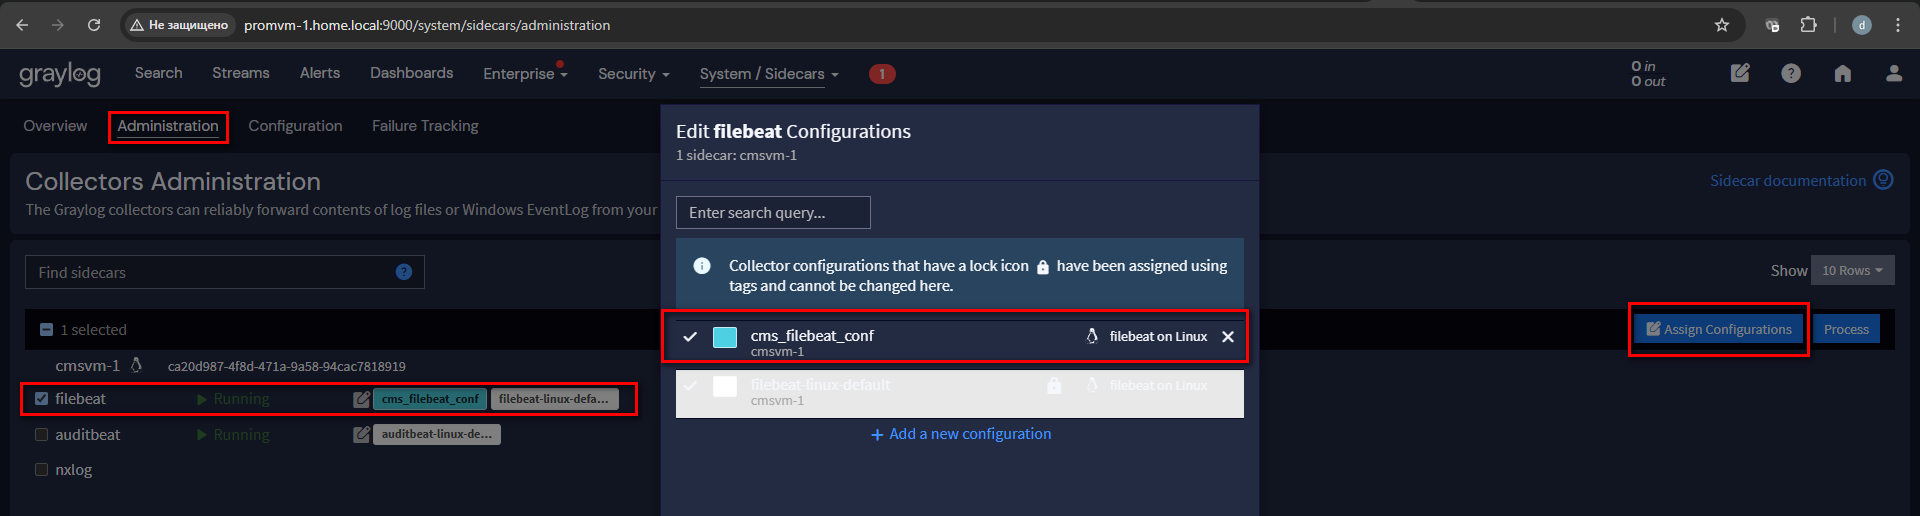 Не защищено promvm-1.home.local:9000/system/sidecars/administration d
graylog Search Streams Alerts Dashboards Enterprise Security System / Sidecars 1 0 in
0 out
Overview Administration Configuration Failure Tracking
Edit filebeat Configurations
1 sidecar: cmsvm-1
Collectors Administration
Sidecar documentation
The Graylog collectors can reliably forward contents of log files or Windows EventLog from your
Enter search query...
Find sidecars ?
Collector configurations that have a lock icon have been assigned using
tags and cannot be changed here.
Show 10 Rows
1 selected
cms_filebeat_conf filebeat on Linux
cmsvm-1
Assign Configurations Process
cmsvm-1 ca20d987-4f8d-471a-9a58-94cac7818919
filebeat Running cms_filebeat_conf filebeat-linux-defa...
filebeat-linux-default filebeat on Linux
cmsvm-1
auditbeat Running auditbeat-linux-de...
Add a new configuration
nxlog